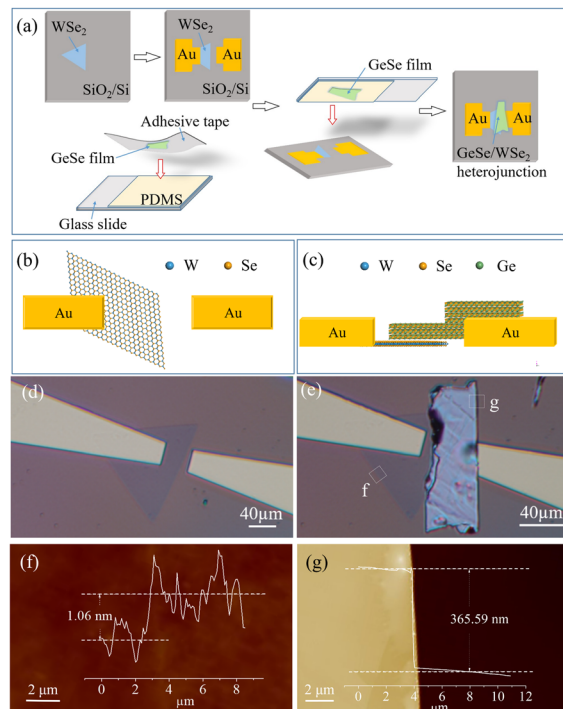 (a)
WSe₂
SiO₂/Si
WSe₂
Au
Au
SiO₂/Si
GeSe film
Au
Au
GeSe/WSe₂
heterojunction
Adhesive tape
GeSe film
PDMS
Glass slide
(b)
W
Se
Au
Au
(c)
W
Se
Ge
Au
Au
(d)
40μm
(e)
g
f
40μm
(f)
1.06 nm
2 μm
0 2 4 6 8
μm
(g)
365.59 nm
2 μm
0 2 4 6 8 10 12
μm